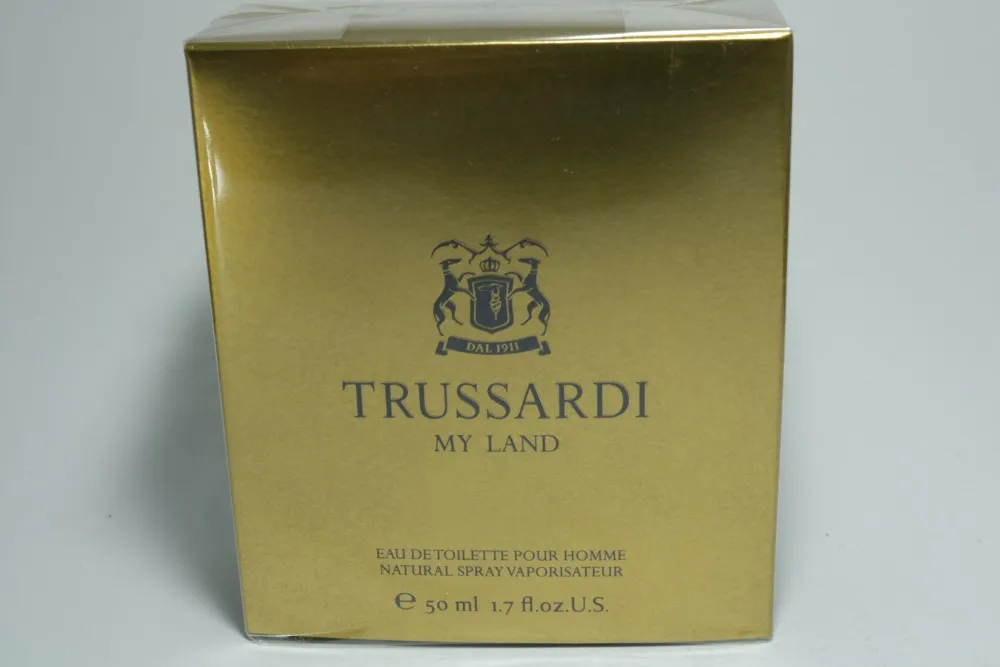 DAL 1911
TRUSSARDI
MY LAND
EAU DE TOILETTE POUR HOMME
NATURAL SPRAY VAPORISATEUR
℮ 50 ml 1.7 fl.oz.U.S.